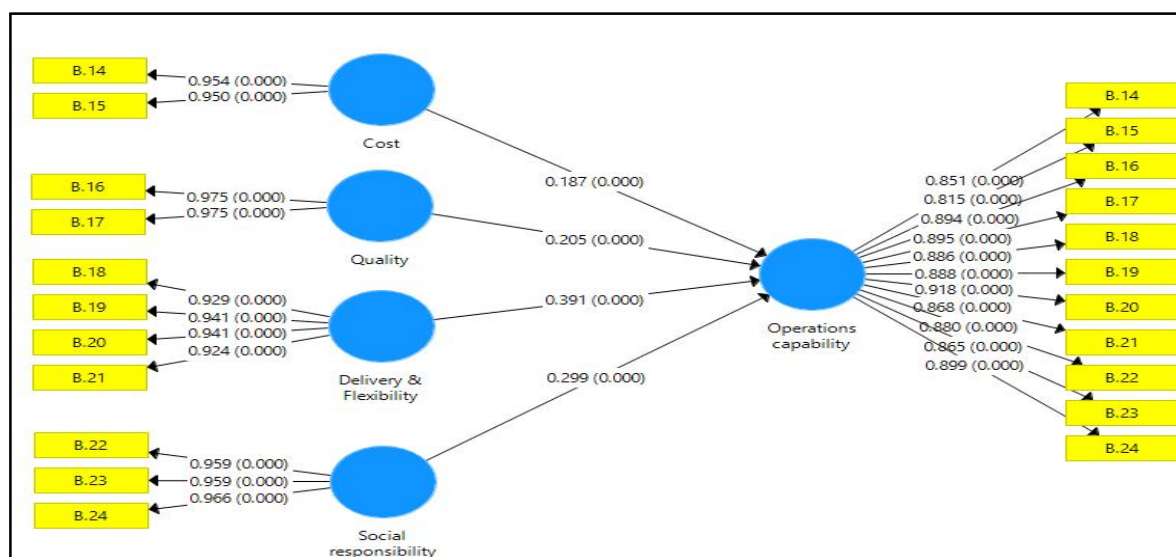 B.14
0.954 (0.000)
B.15
0.950 (0.000)
Cost
B.16
0.975 (0.000)
B.17
0.975 (0.000)
Quality
B.18
0.929 (0.000)
B.19
0.941 (0.000)
B.20
0.941 (0.000)
B.21
0.924 (0.000)
Delivery &
Flexibility
B.22
0.959 (0.000)
B.23
0.959 (0.000)
B.24
0.966 (0.000)
Social
responsibility
0.187 (0.000)
0.205 (0.000)
0.391 (0.000)
0.299 (0.000)
Operations
capability
0.851 (0.000)
0.815 (0.000)
0.894 (0.000)
0.895 (0.000)
0.886 (0.000)
0.888 (0.000)
0.918 (0.000)
0.868 (0.000)
0.880 (0.000)
0.865 (0.000)
0.899 (0.000)
B.14
B.15
B.16
B.17
B.18
B.19
B.20
B.21
B.22
B.23
B.24